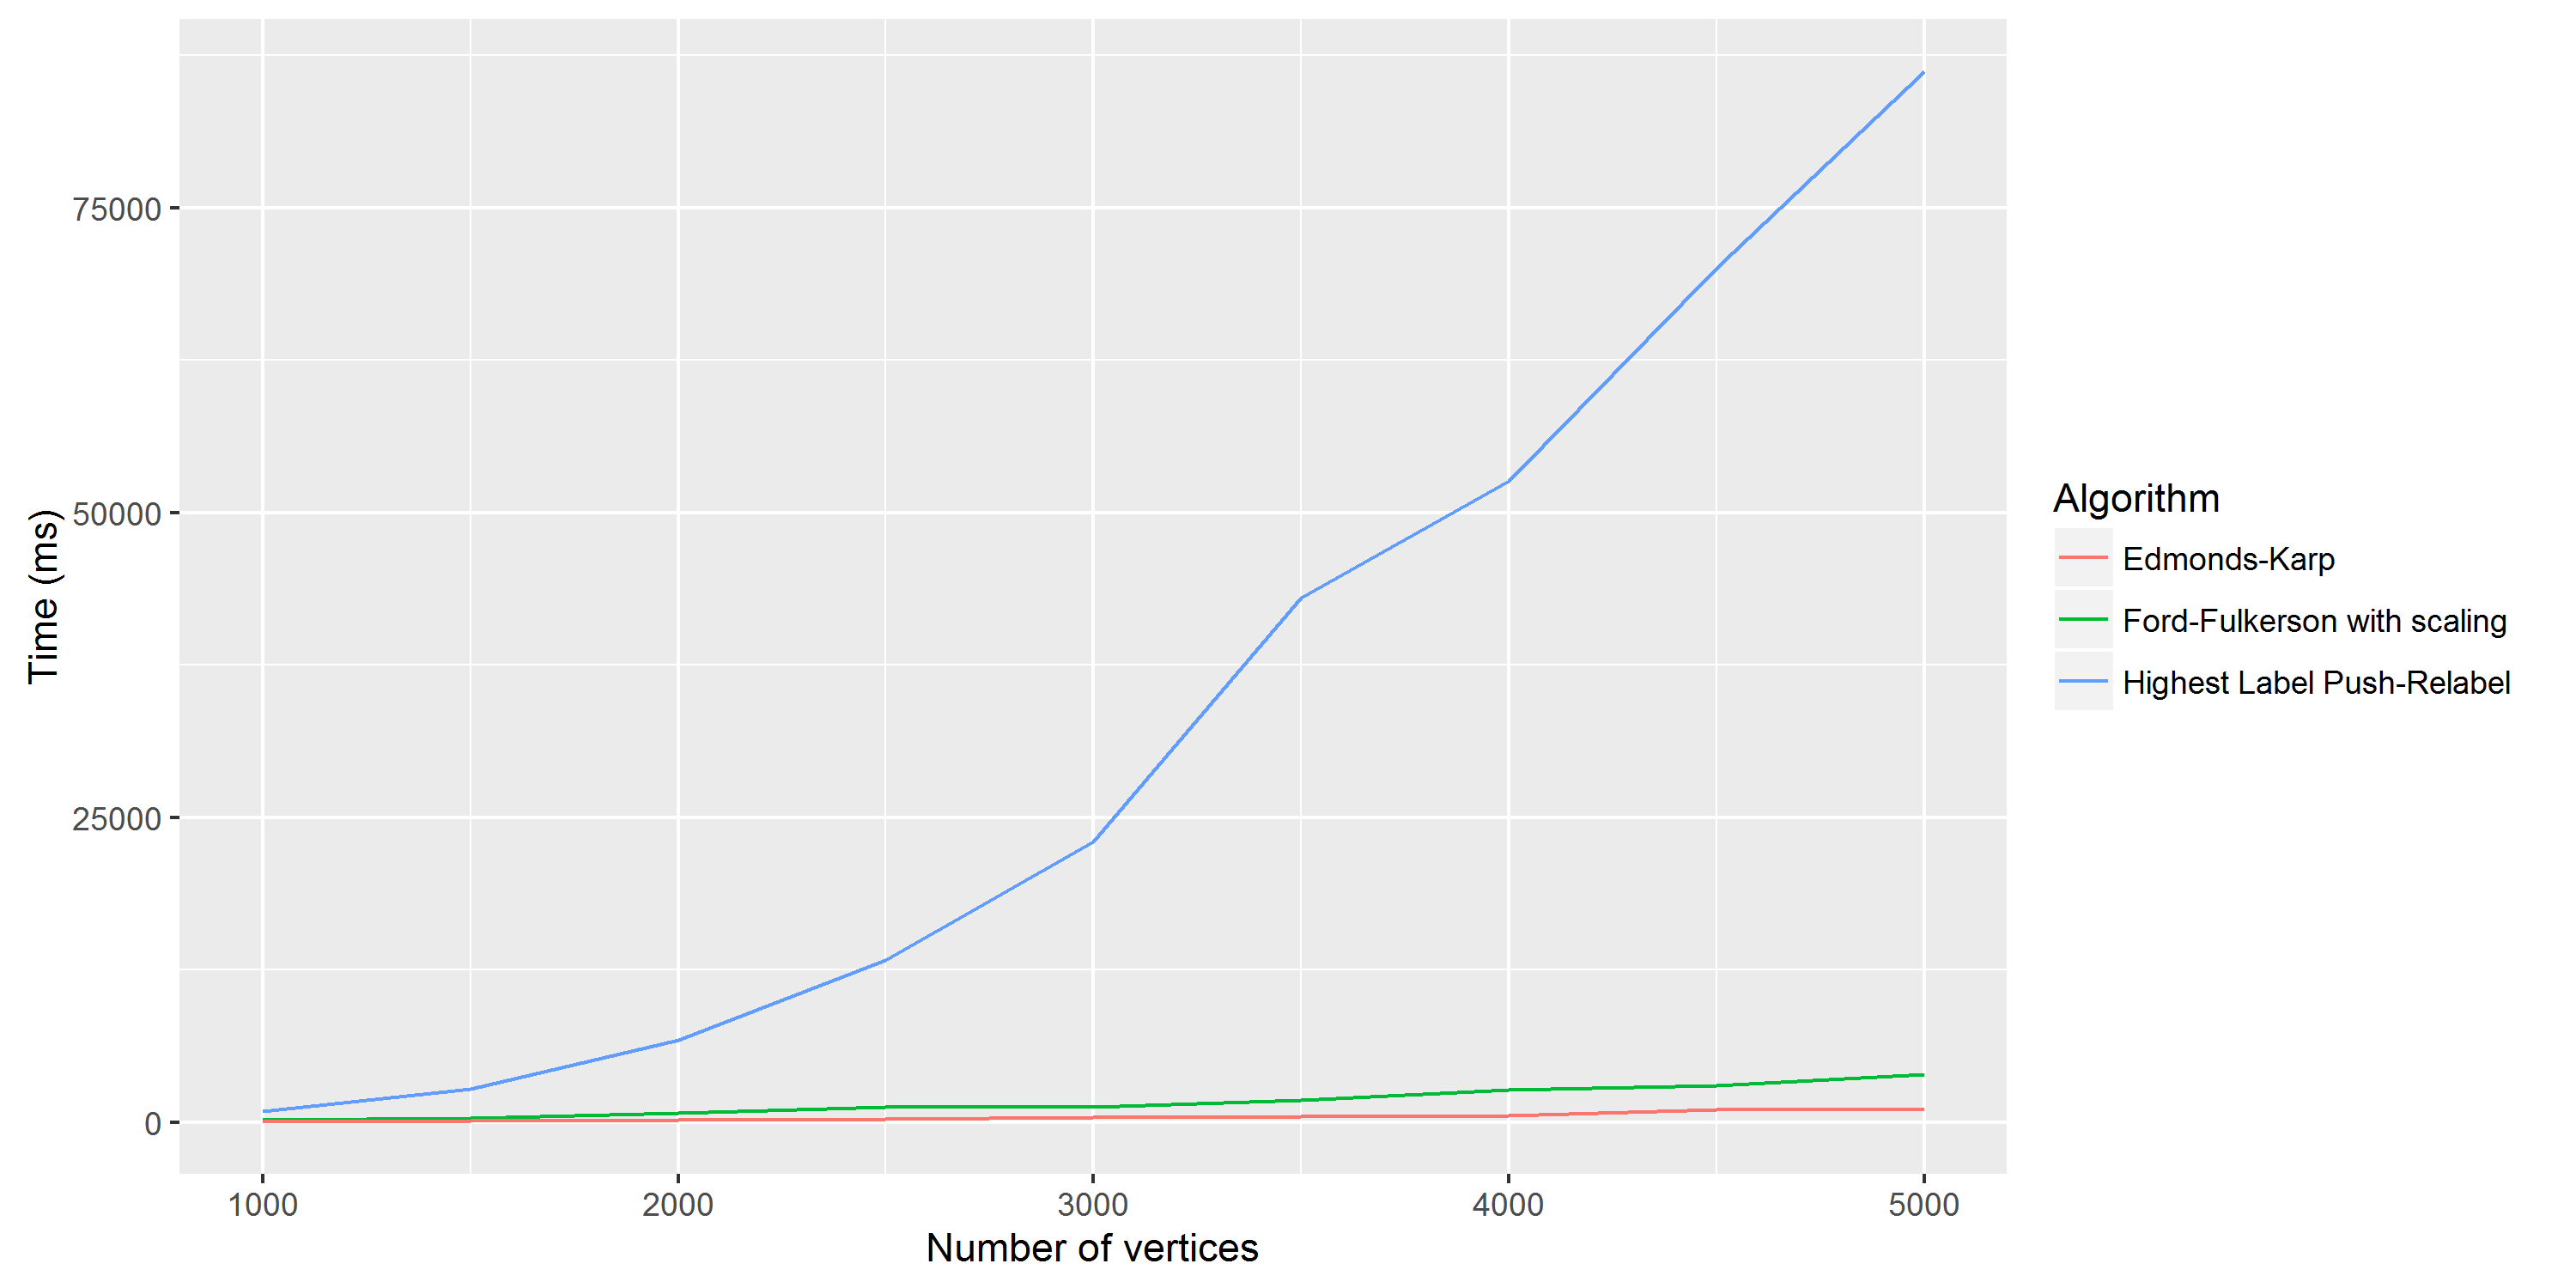 Time (ms)
75000
50000
25000
0
1000 2000 3000 4000 5000
Number of vertices
Algorithm
Edmonds-Karp
Ford-Fulkerson with scaling
Highest Label Push-Relabel